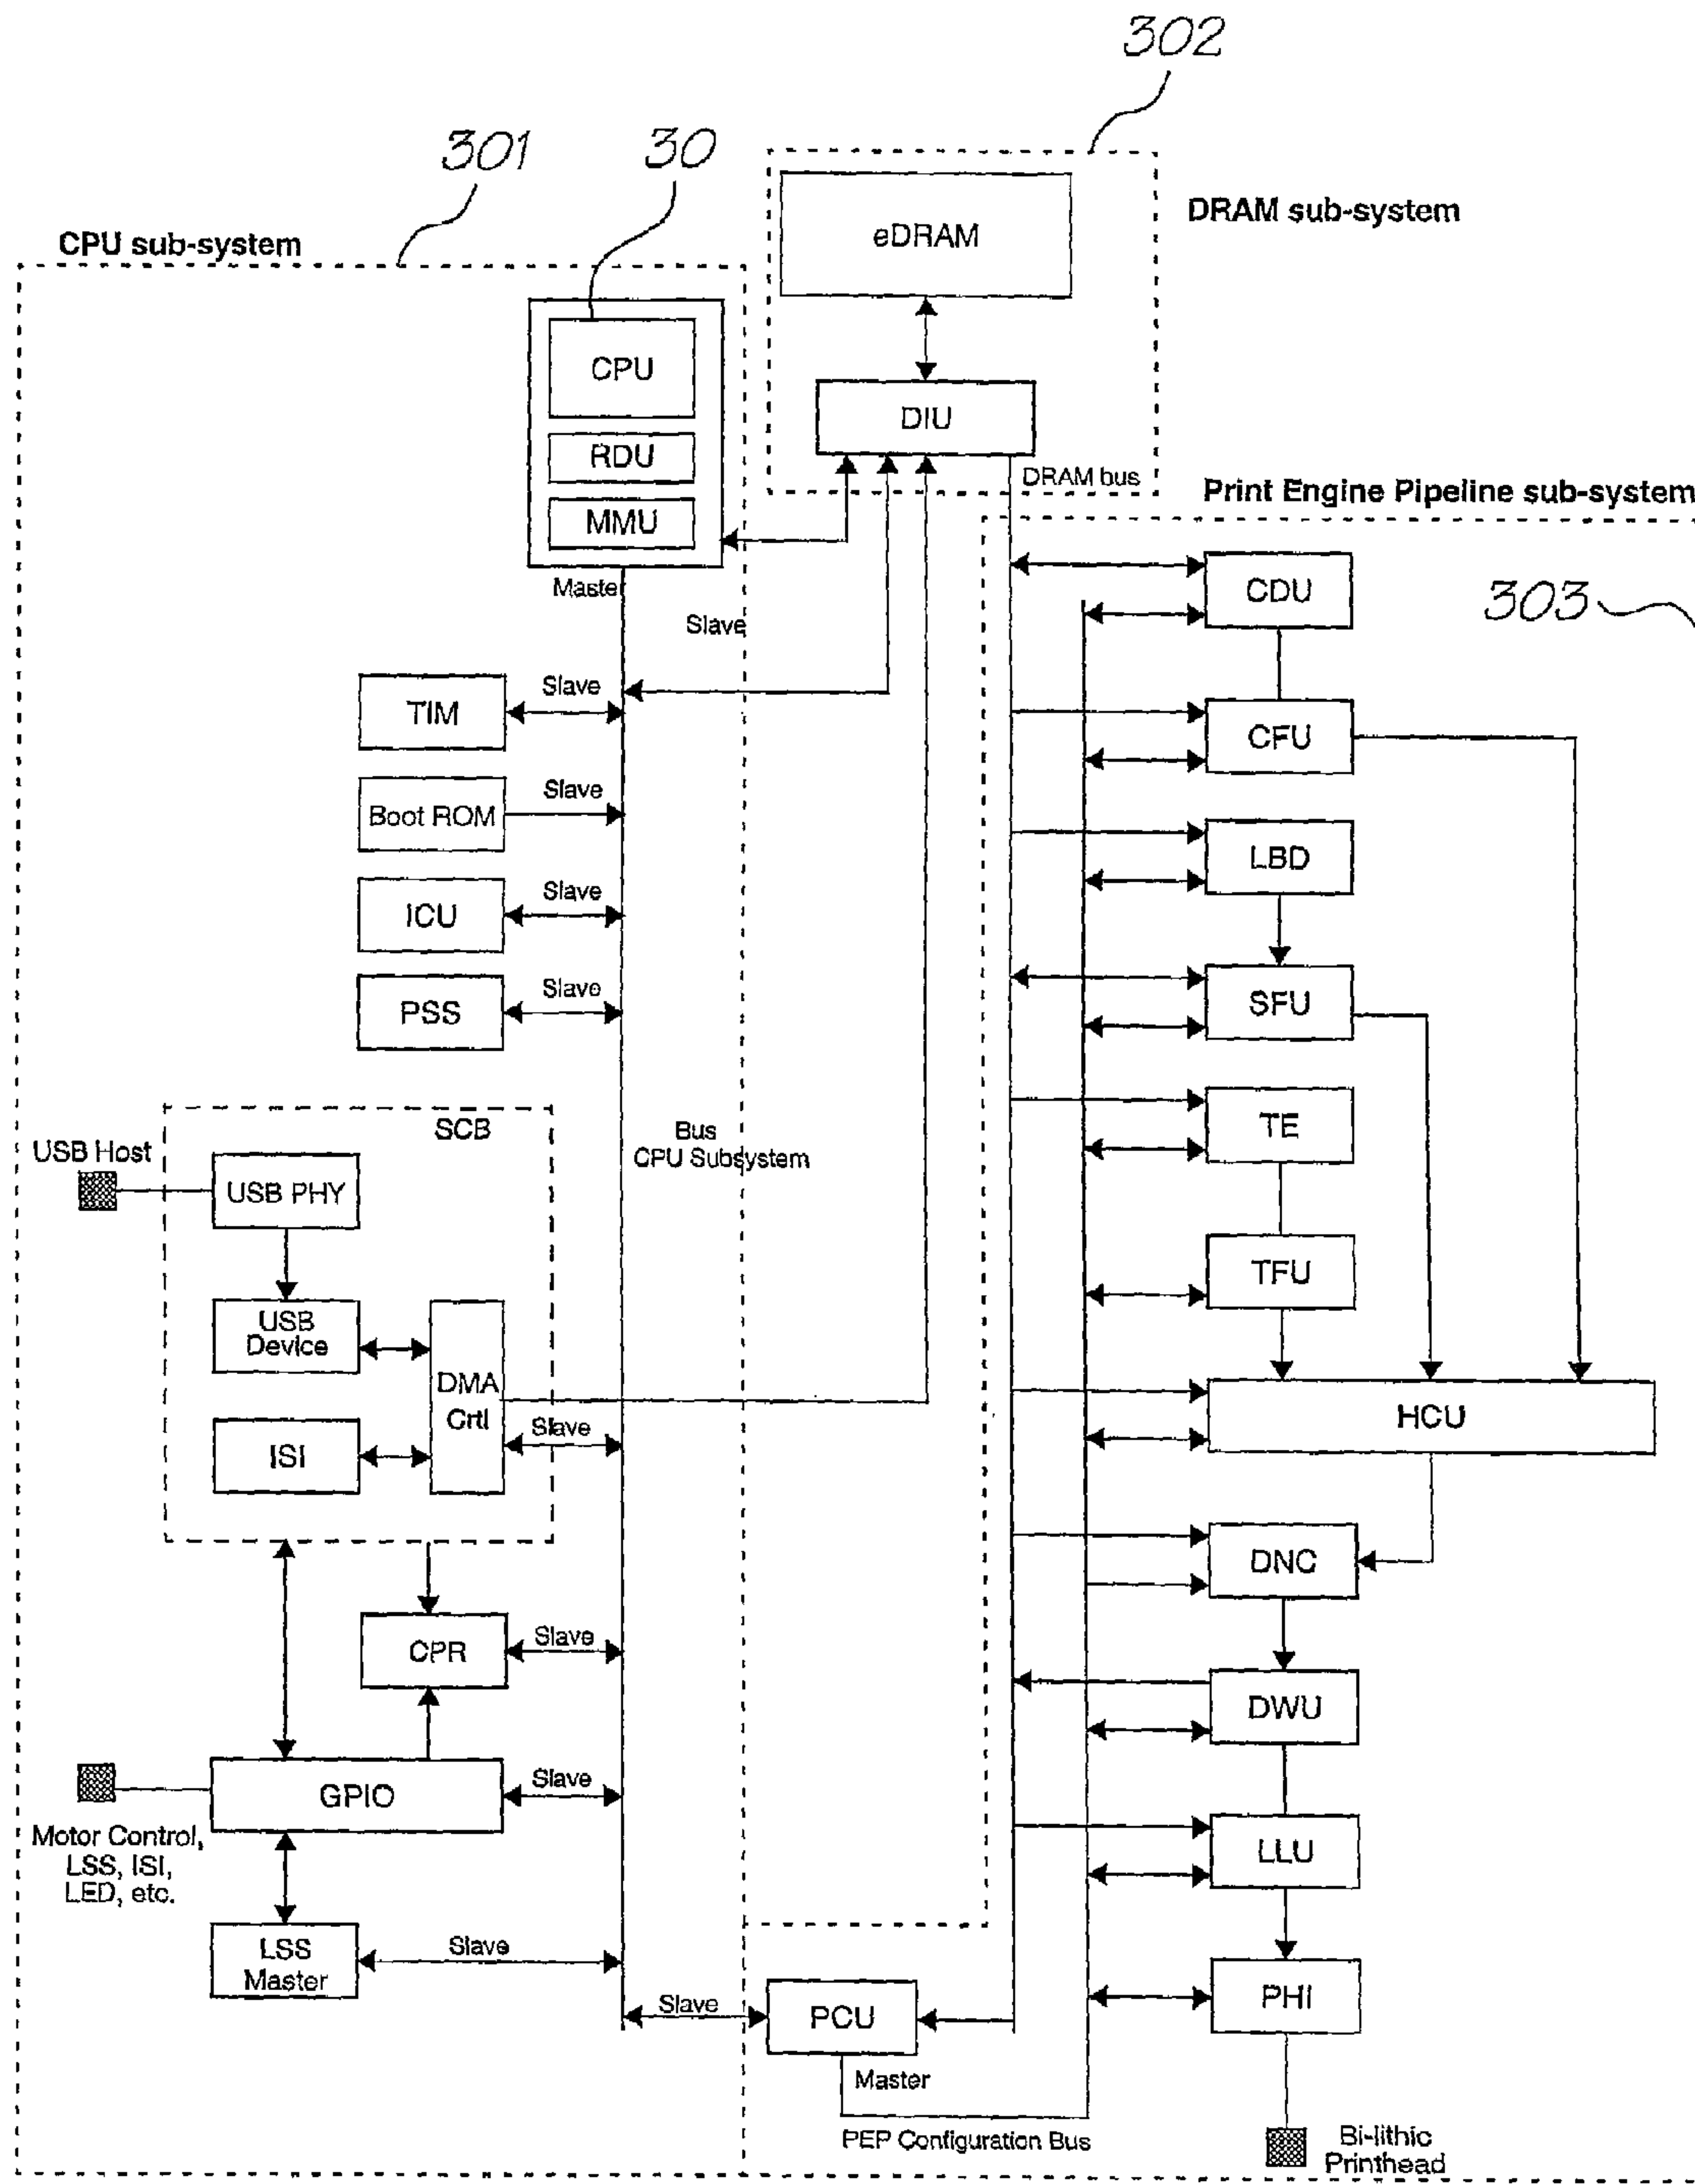 302
301
30
DRAM sub-system
CPU sub-system
eDRAM
CPU
DIU
RDU
DRAM bus
MMU
Print Engine Pipeline sub-system
Master
CDU
303
Slave
TIM
Slave
CFU
Boot ROM
Slave
LBD
ICU
Slave
PSS
Slave
SFU
SCB
TE
USB Host
Bus
CPU Subsystem
USB PHY
TFU
USB
Device
DMA
Crtl
HCU
Slave
ISI
DNC
CPR
Slave
DWU
GPIO
Slave
Motor Control,
LSS, ISI,
LED, etc.
LLU
LSS
Master
Slave
PHI
Slave
PCU
Master
PEP Configuration Bus
Bi-lithic
Printhead